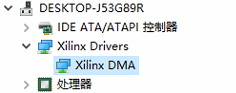 DESKTOP-J53G89R
IDE ATA/ATAPI 控制器
Xilinx Drivers
Xilinx DMA
处理器